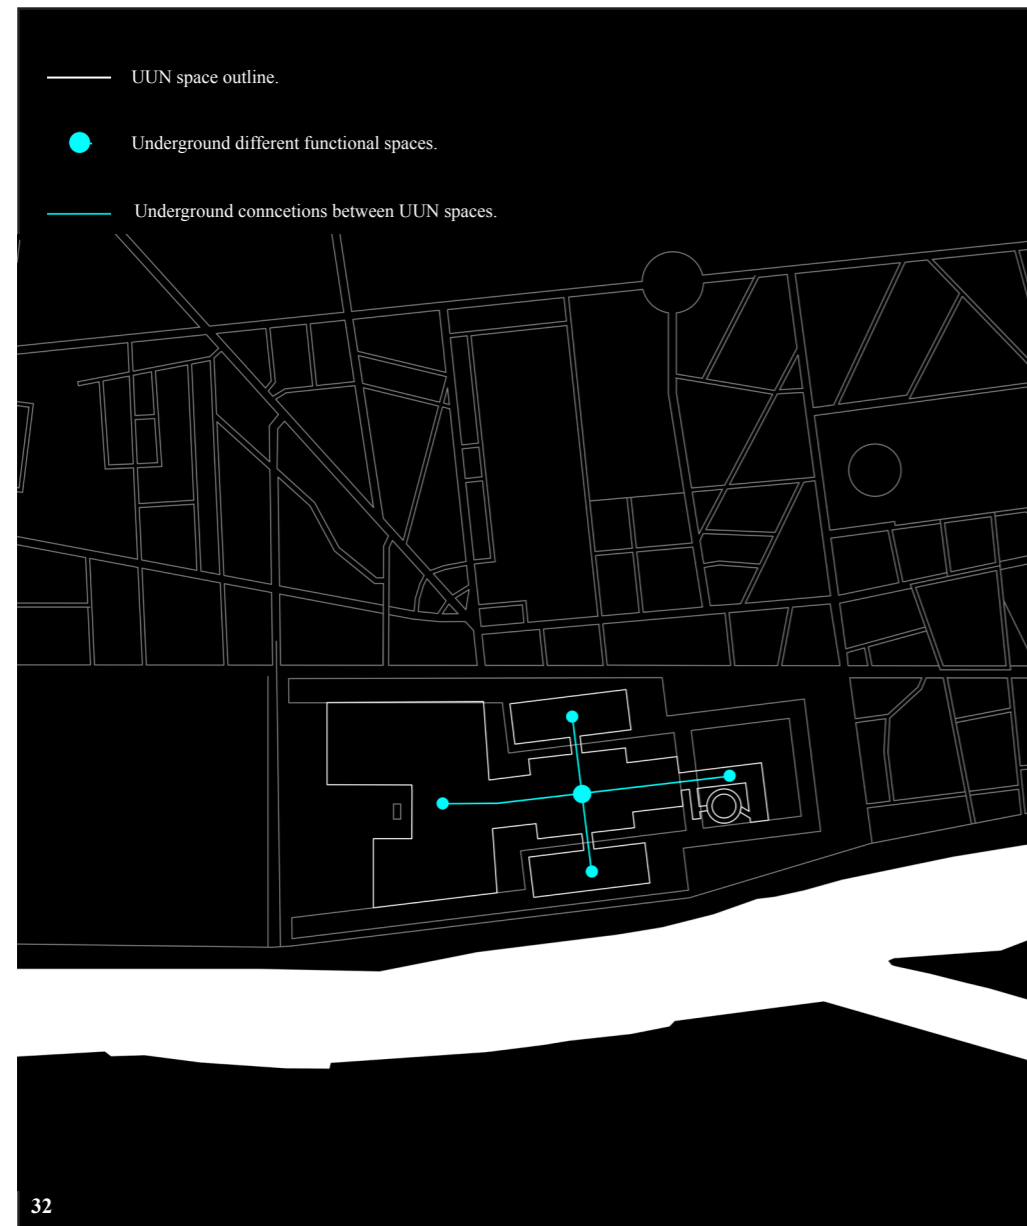 UUN space outline.
Underground different functional spaces.
Underground conncetions between UUN spaces.
32